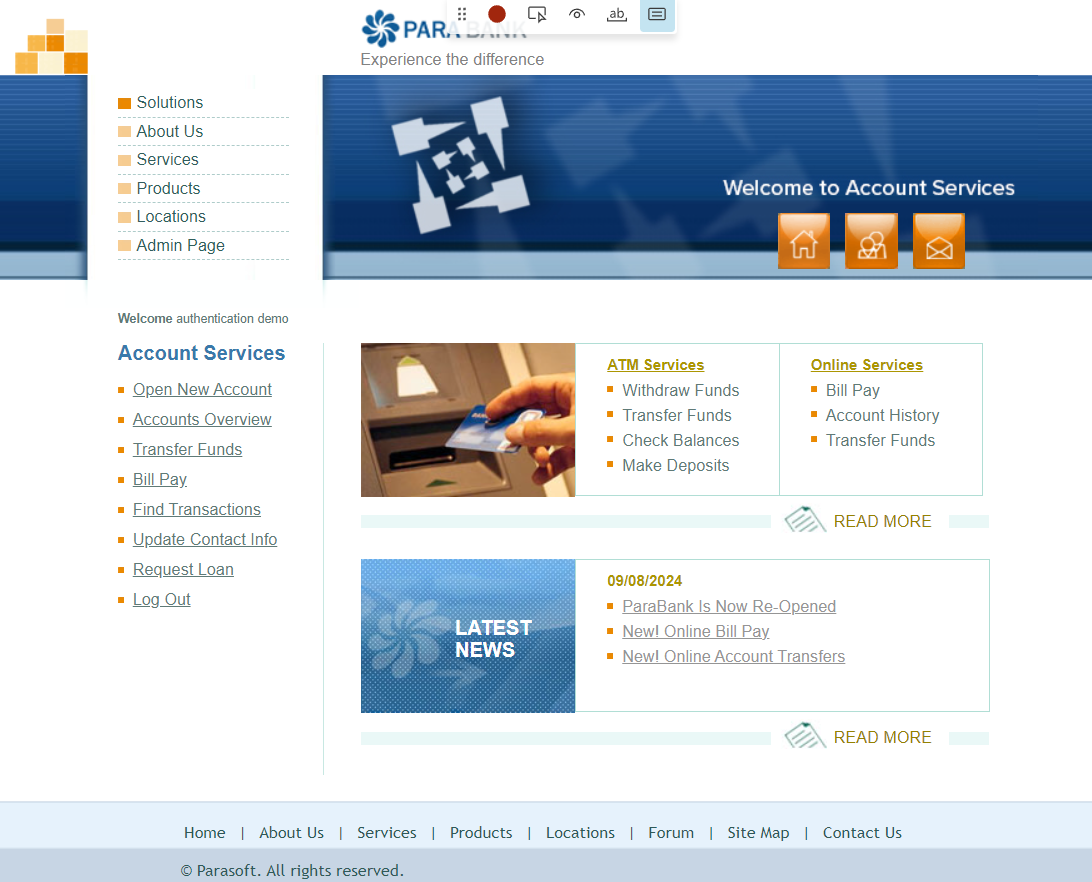 PARA BANK
Experience the difference
ab
Solutions
About Us
Services
Products
Locations
Admin Page
Welcome to Account Services
Welcome authentication demo
Account Services
Open New Account
Accounts Overview
Transfer Funds
Bill Pay
Find Transactions
Update Contact Info
Request Loan
Log Out
ATM Services
Withdraw Funds
Transfer Funds
Check Balances
Make Deposits
Online Services
Bill Pay
Account History
Transfer Funds
READ MORE
LATEST
NEWS
09/08/2024
ParaBank Is Now Re-Opened
New! Online Bill Pay
New! Online Account Transfers
READ MORE
Home | About Us | Services | Products | Locations | Forum | Site Map | Contact Us
© Parasoft. All rights reserved.